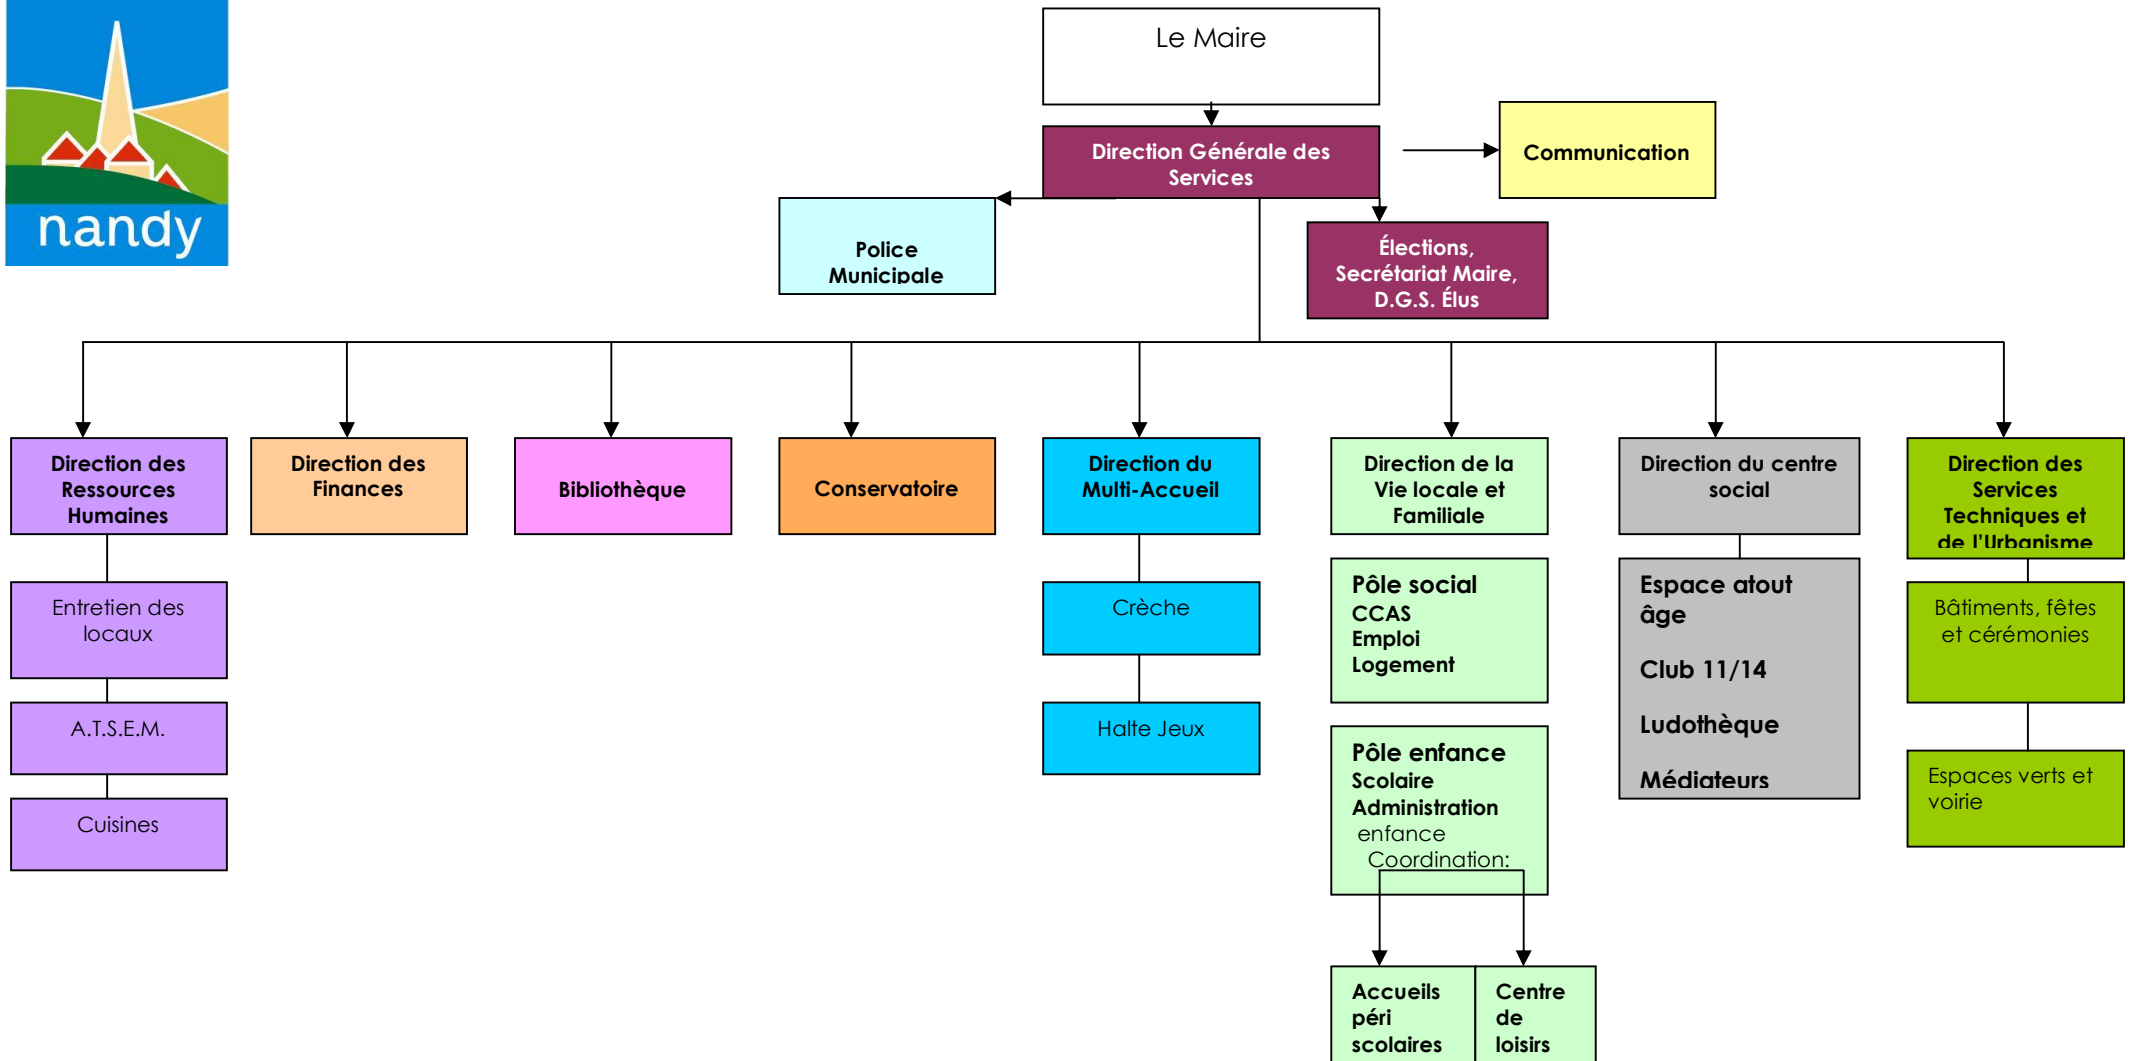 nandy
Le Maire
Direction Générale des
Services
Communication
Police
Municipale
Élections,
Secrétariat Maire,
D.G.S. Élus
Direction des
Ressources
Humaines
Direction des
Finances
Bibliothèque
Conservatoire
Direction du
Multi-Accueil
Direction de la
Vie locale et
Familiale
Direction du centre
social
Direction des
Services
Techniques et
de l'Urbanisme
Entretien des
locaux
A.T.S.E.M.
Cuisines
Crèche
Halte Jeux
Pôle social
CCAS
Emploi
Logement
Pôle enfance
Scolaire
Administration
enfance
Coordination:
Accueils
péri
scolaires
Centre
de
loisirs
Espace atout
âge
Club 11/14
Ludothèque
Médiateurs
Bâtiments, fêtes
et cérémonies
Espaces verts et
voirie